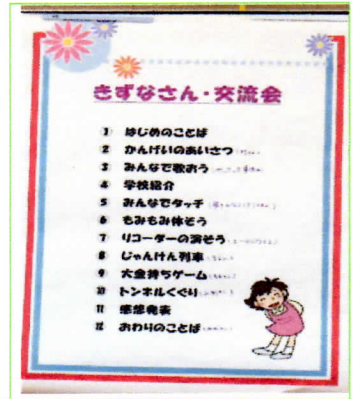 きずなさん・交流会
1 はじめのことば
2 かんげいのあいさつ
3 みんなで歌おう
4 学校紹介
5 みんなでタッチ
6 もみもみ体そう
7 リコーダーの演そう
8 じゃんけん列車
9 大金持ちゲーム
10 トンネルくぐり
11 感想発表
12 おわりのことば